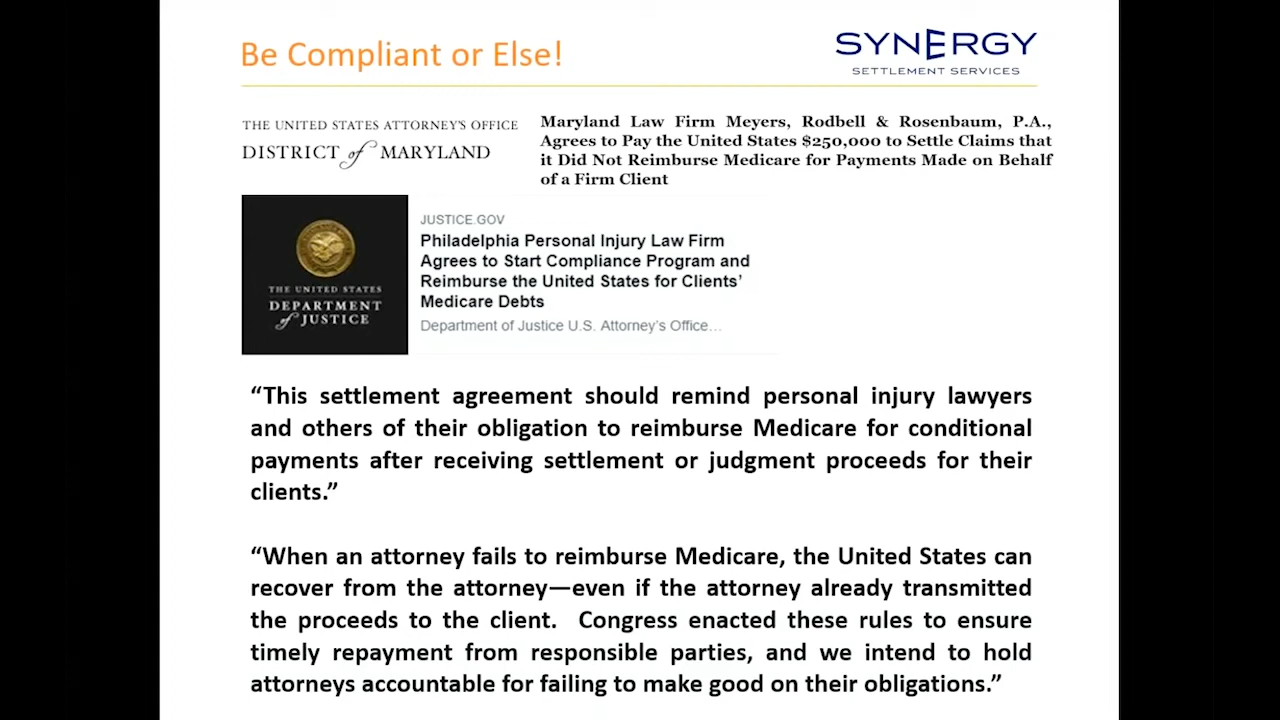 Be Compliant or Else!
SYNERGY
SETTLEMENT SERVICES
THE UNITED STATES ATTORNEY'S OFFICE
DISTRICT of MARYLAND
Maryland Law Firm Meyers, Rodbell & Rosenbaum, P.A.,
Agrees to Pay the United States $250,000 to Settle Claims that
it Did Not Reimburse Medicare for Payments Made on Behalf
of a Firm Client
THE UNITED STATES
DEPARTMENT
of JUSTICE
JUSTICE.GOV
Philadelphia Personal Injury Law Firm
Agrees to Start Compliance Program and
Reimburse the United States for Clients'
Medicare Debts
Department of Justice U.S. Attorney's Office...
“This settlement agreement should remind personal injury lawyers
and others of their obligation to reimburse Medicare for conditional
payments after receiving settlement or judgment proceeds for their
clients.”
“When an attorney fails to reimburse Medicare, the United States can
recover from the attorney—even if the attorney already transmitted
the proceeds to the client. Congress enacted these rules to ensure
timely repayment from responsible parties, and we intend to hold
attorneys accountable for failing to make good on their obligations.”